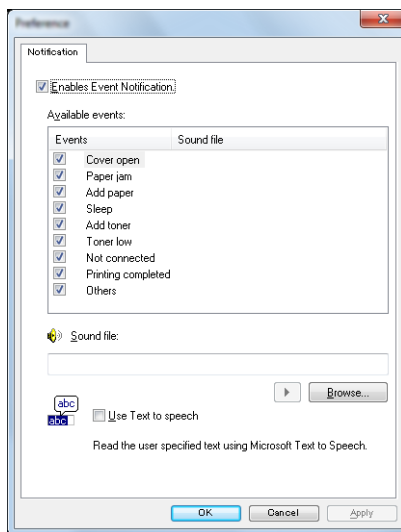 Preference
Notification
Enables Event Notification.
Available events:
Events Sound file
Cover open
Paper jam
Add paper
Sleep
Add toner
Toner low
Not connected
Printing completed
Others
Sound file:
Browse...
abc
abc
Use Text to speech
Read the user specified text using Microsoft Text to Speech.
OK Cancel Apply